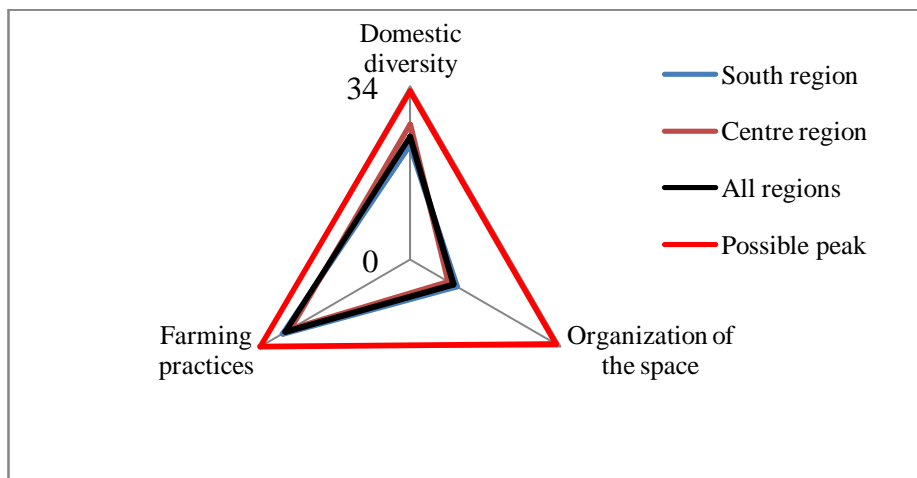 Domestic
diversity
34
0
Farming
practices
Organization of
the space
South region
Centre region
All regions
Possible peak